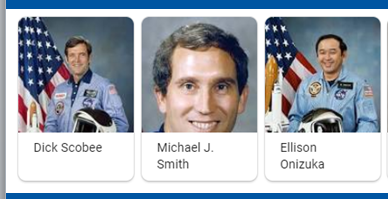 Dick Scobee
Michael J.
Smith
Ellison
Onizuka